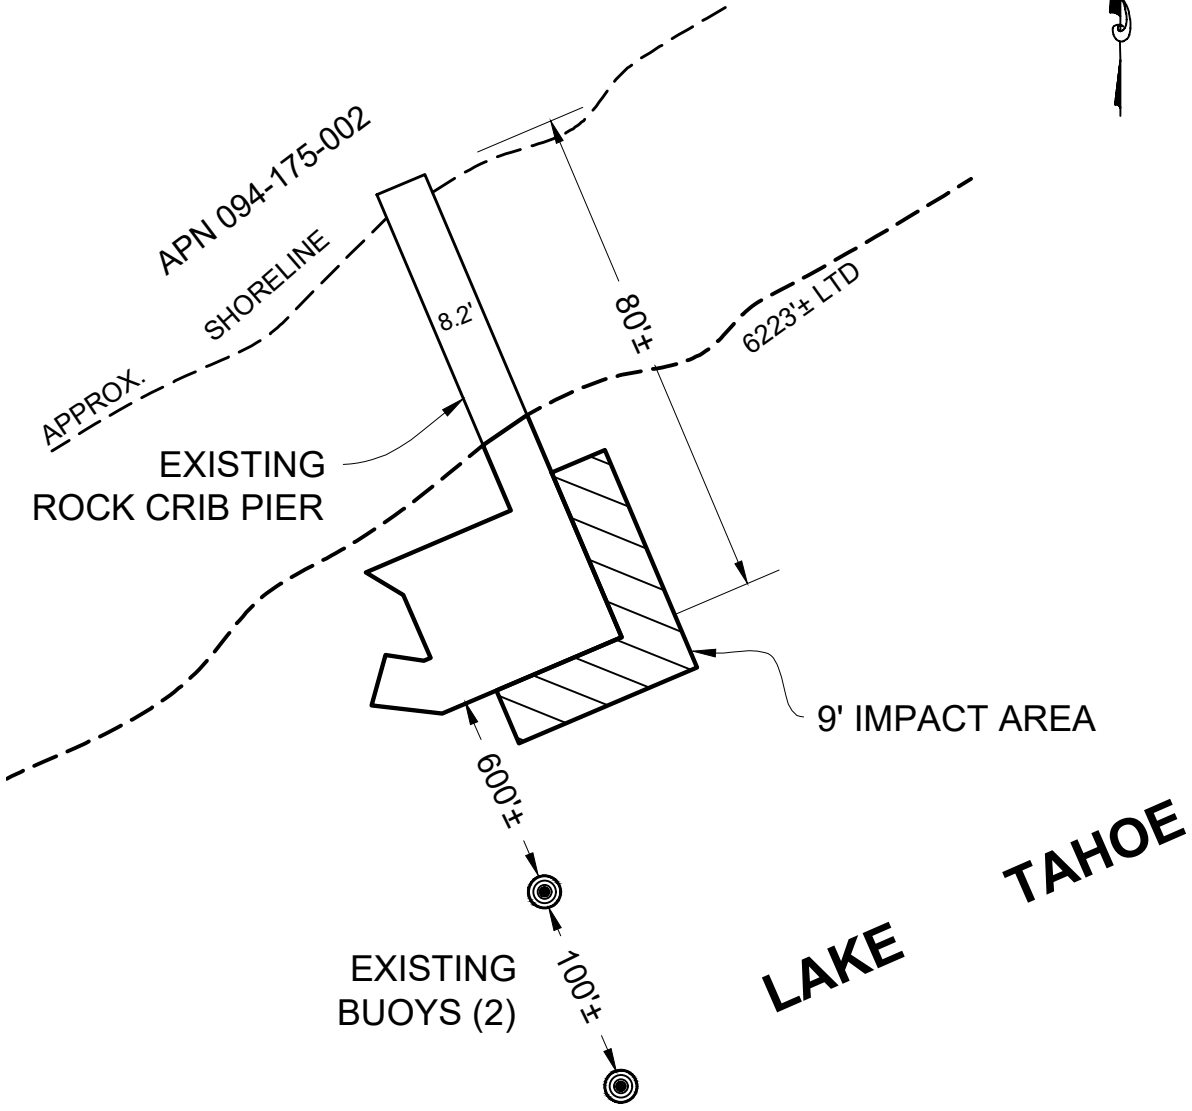 APN 094-175-002
APPROX. SHORELINE
8.2'
80'±
6223'± LTD
EXISTING
ROCK CRIB PIER
9' IMPACT AREA
600'±
LAKE TAHOE
EXISTING
BUOYS (2)
100'±